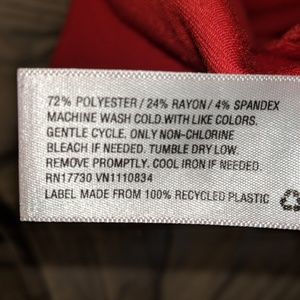 72% POLYESTER / 24% RAYON / 4% SPANDEX
MACHINE WASH COLD.WITH LIKE COLORS.
GENTLE CYCLE. ONLY NON-CHLORINE
BLEACH IF NEEDED. TUMBLE DRY LOW.
REMOVE PROMPTLY. COOL IRON IF NEEDED.
RN17730 VN1110834
LABEL MADE FROM 100% RECYCLED PLASTIC